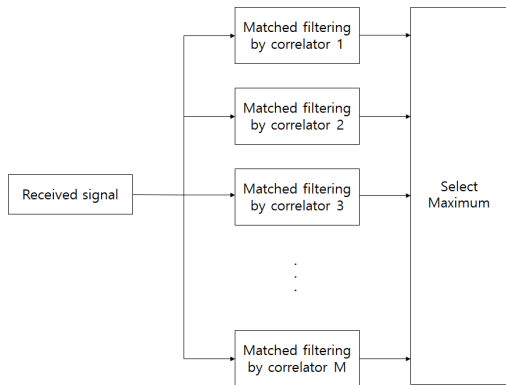 Matched filtering
by correlator 1
Matched filtering
by correlator 2
Received signal
Matched filtering
by correlator 3
Select
Maximum
.
.
.
Matched filtering
by correlator M